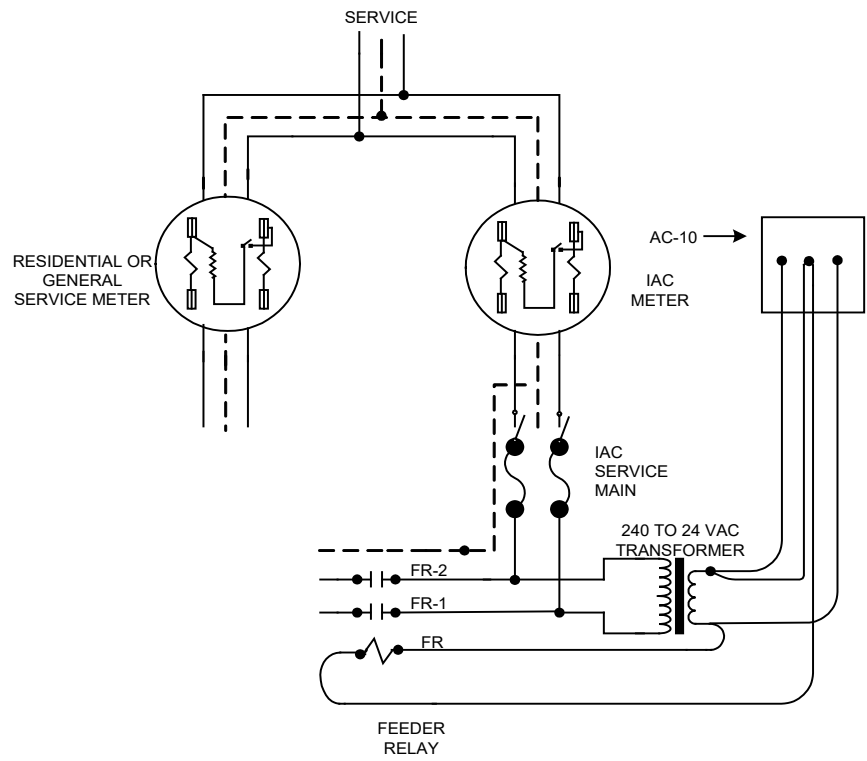 SERVICE
RESIDENTIAL OR
GENERAL
SERVICE METER
AC-10
IAC
METER
IAC
SERVICE
MAIN
240 TO 24 VAC
TRANSFORMER
FR-2
FR-1
FR
FEEDER
RELAY